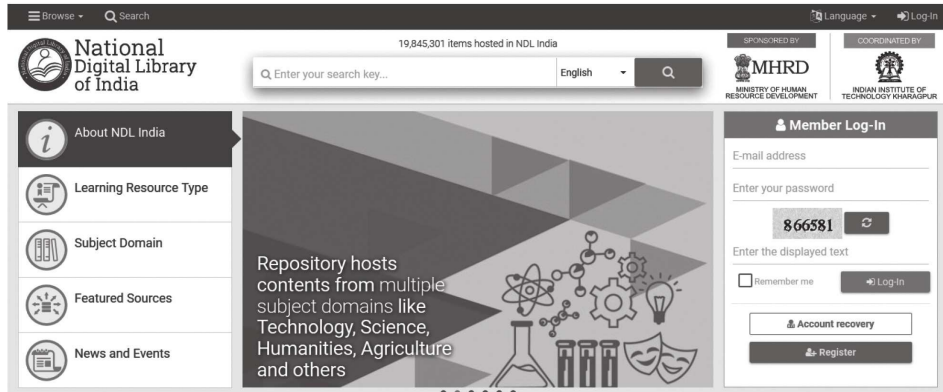 Browse
Search
Language
Log-In
National
Digital Library
of India
19,845,301 items hosted in NDL India
Enter your search key...
English
SPONSORED BY
MHRD
MINISTRY OF HUMAN
RESOURCE DEVELOPMENT
COORDINATED BY
INDIAN INSTITUTE OF
TECHNOLOGY KHARAGPUR
About NDL India
Learning Resource Type
Subject Domain
Featured Sources
News and Events
Repository hosts
contents from multiple
subject domains like
Technology, Science,
Humanities, Agriculture
and others
Member Log-In
E-mail address
Enter your password
866581
Enter the displayed text
Remember me
Log-In
Account recovery
Register